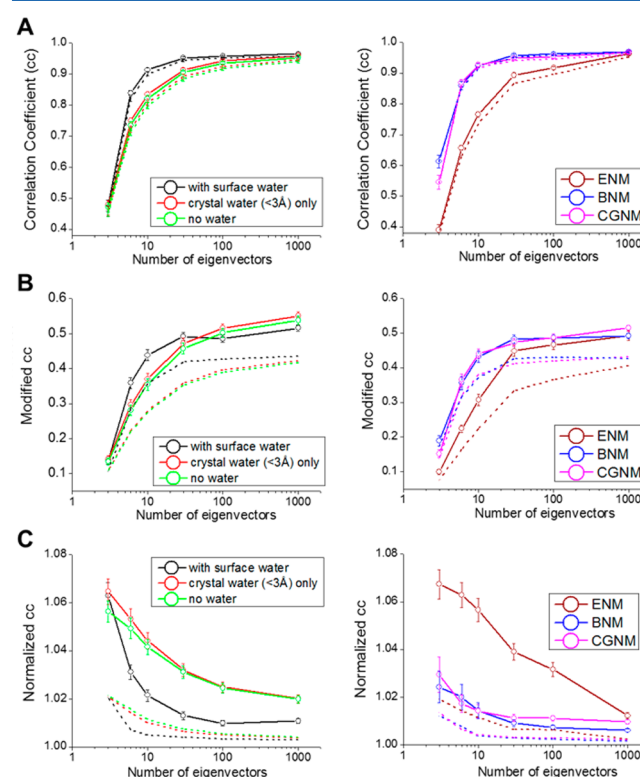 A
Correlation Coefficient (cc)
1.0
0.9
0.8
0.7
0.6
0.5
0.4
with surface water
crystal water (<3Å) only
no water
1 10 100 1000
Number of eigenvectors
Correlation Coefficient (cc)
1.0
0.9
0.8
0.7
0.6
0.5
0.4
ENM
BNM
CGNM
1 10 100 1000
Number of eigenvectors
B
Modified cc
0.6
0.5
0.4
0.3
0.2
0.1
with surface water
crystal water (<3Å) only
no water
1 10 100 1000
Number of eigenvectors
Modified cc
0.6
0.5
0.4
0.3
0.2
0.1
ENM
BNM
CGNM
1 10 100 1000
Number of eigenvectors
C
Normalized cc
1.08
1.06
1.04
1.02
1.00
with surface water
crystal water (<3Å) only
no water
1 10 100 1000
Number of eigenvectors
Normalized cc
1.08
1.06
1.04
1.02
1.00
ENM
BNM
CGNM
1 10 100 1000
Number of eigenvectors